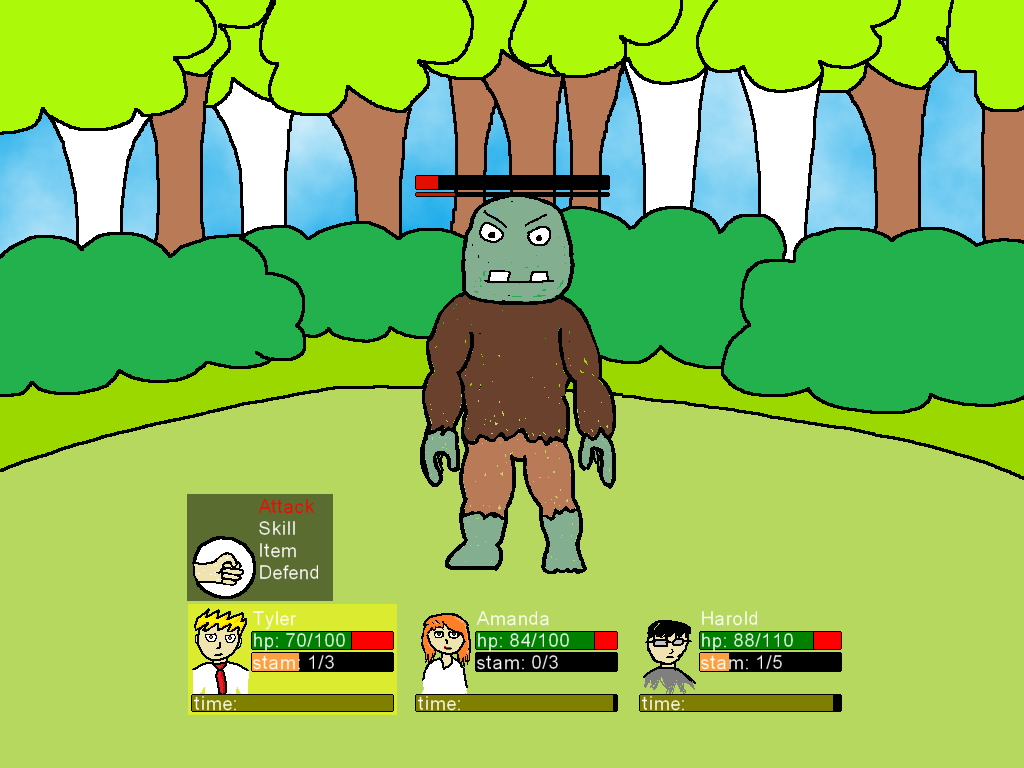 Attack
Skill
Item
Defend
Tyler
hp: 70/100
stam: 1/3
time:
Amanda
hp: 84/100
stam: 0/3
time:
Harold
hp: 88/110
stam: 1/5
time: